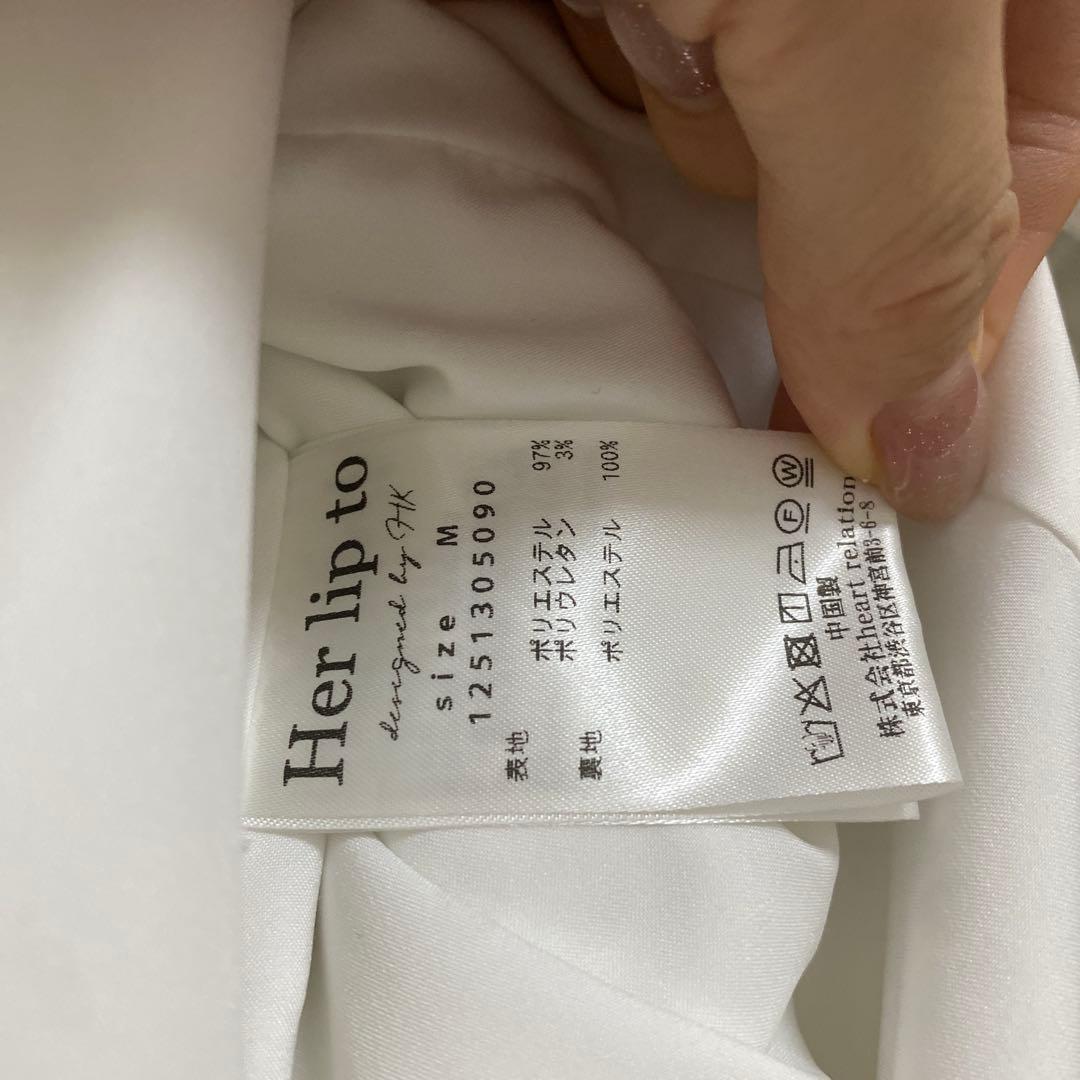 Her lip to
designed by HK
size M
1251305090
表地
ポリエステル 97%
ポリウレタン 3%
裏地
ポリエステル 100%
F W
中国製
株式会社heart relation
東京都渋谷区神宮前3-6-8